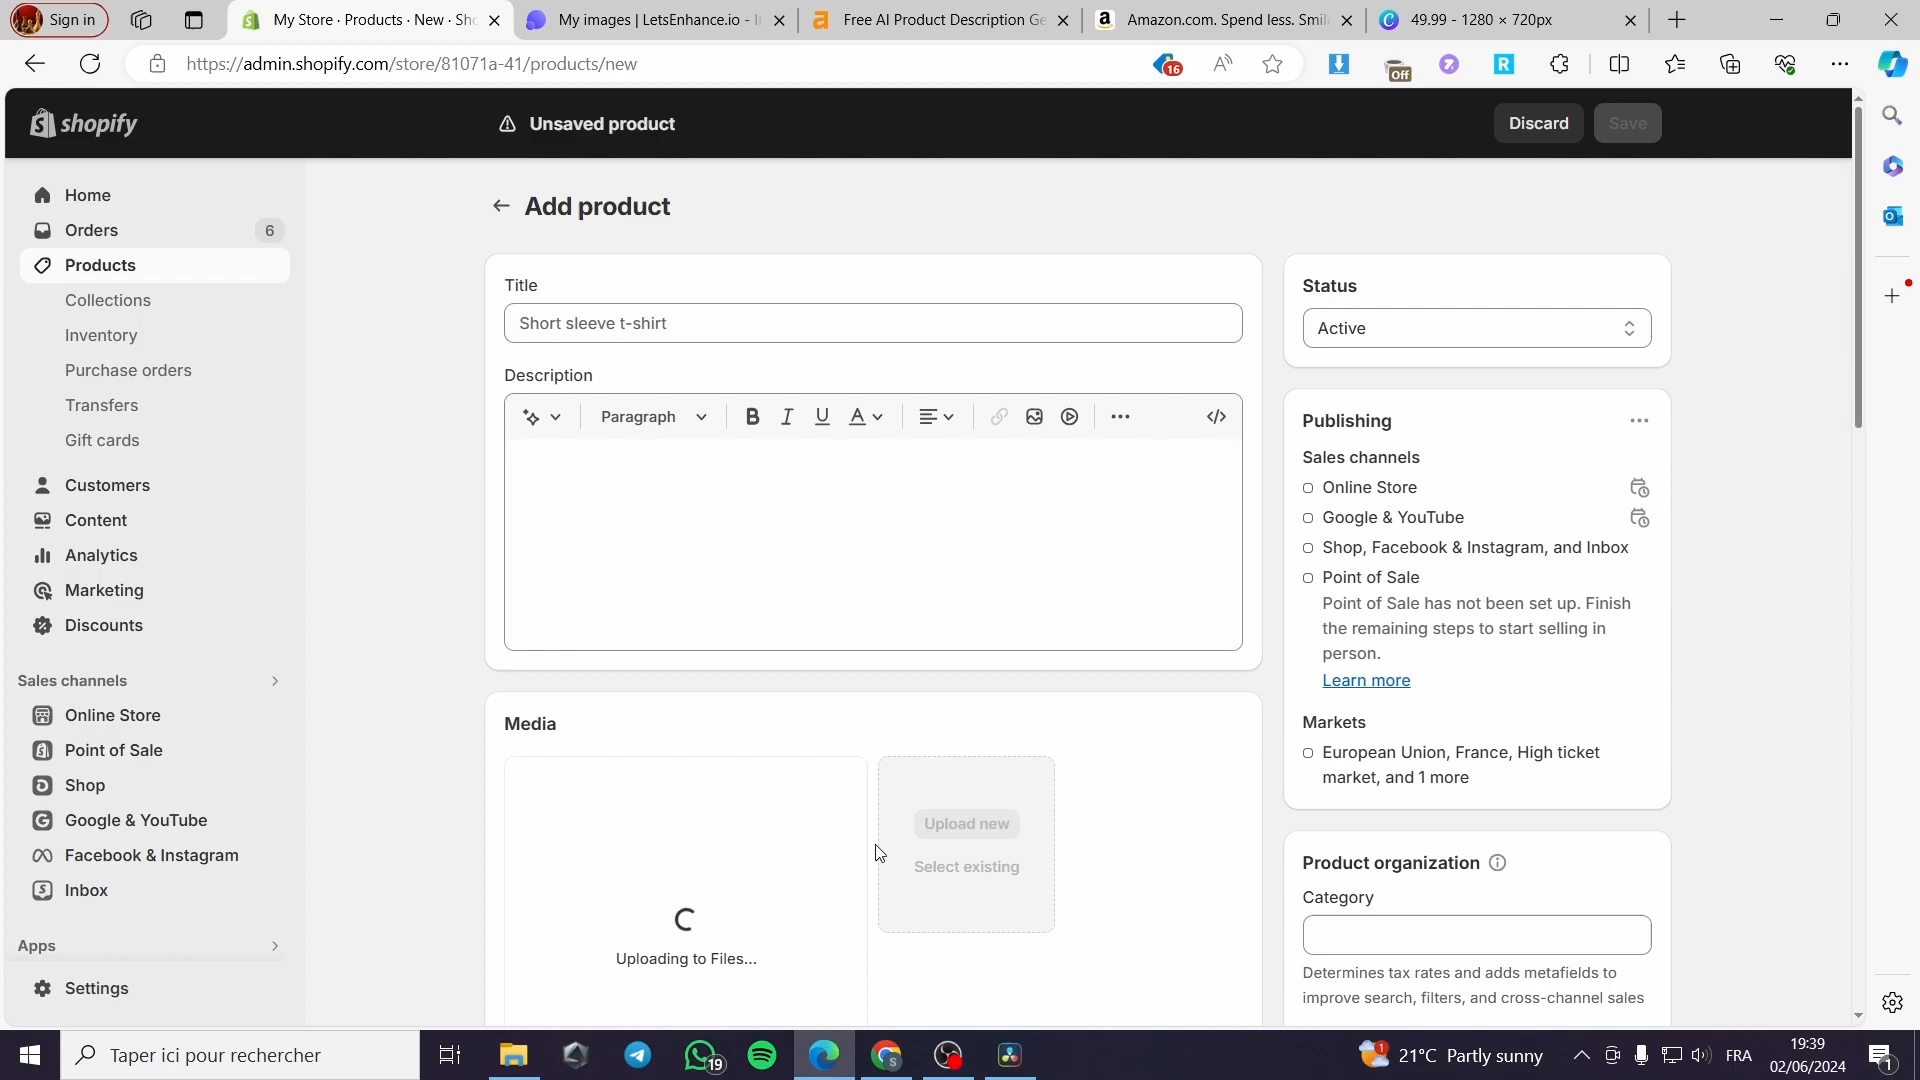 Sign in
My Store · Products · New · Sho
My images | LetsEnhance.io - I
Free AI Product Description Ge
Amazon.com. Spend less. Smil
49.99 - 1280 × 720px
https://admin.shopify.com/store/81071a-41/products/new
16
Off
shopify
Unsaved product
Discard
Save
Home
Orders
6
Products
Collections
Inventory
Purchase orders
Transfers
Gift cards
Customers
Content
Analytics
Marketing
Discounts
Sales channels
Online Store
Point of Sale
Shop
Google & YouTube
Facebook & Instagram
Inbox
Apps
Settings
Add product
Title
Short sleeve t-shirt
Description
Paragraph
B I U A
Media
Uploading to Files...
Upload new
Select existing
Status
Active
Publishing
Sales channels
Online Store
Google & YouTube
Shop, Facebook & Instagram, and Inbox
Point of Sale
Point of Sale has not been set up. Finish
the remaining steps to start selling in
person.
Learn more
Markets
European Union, France, High ticket
market, and 1 more
Product organization
Category
Determines tax rates and adds metafields to
improve search, filters, and cross-channel sales
Taper ici pour rechercher
19
1
21°C Partly sunny
FRA
19:39
02/06/2024
1